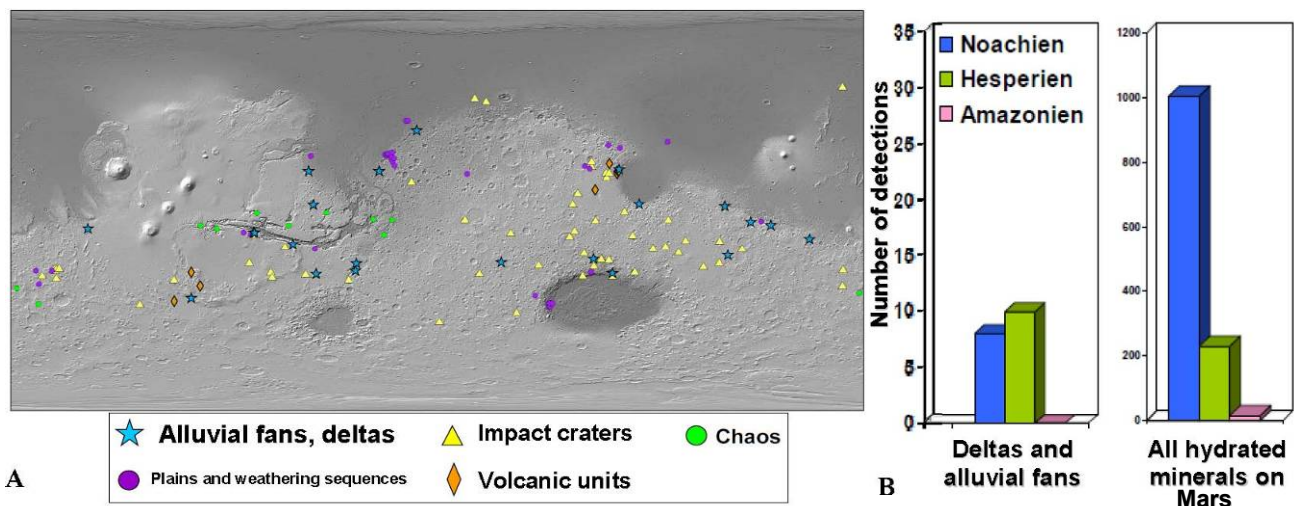 Alluvial fans, deltas
Impact craters
Chaos
Plains and weathering sequences
Volcanic units
A
Number of detections
35
30
25
20
15
10
5
0
Noachien
Hesperien
Amazonien
Deltas and
alluvial fans
B
1200
1000
800
600
400
200
0
All hydrated
minerals on
Mars